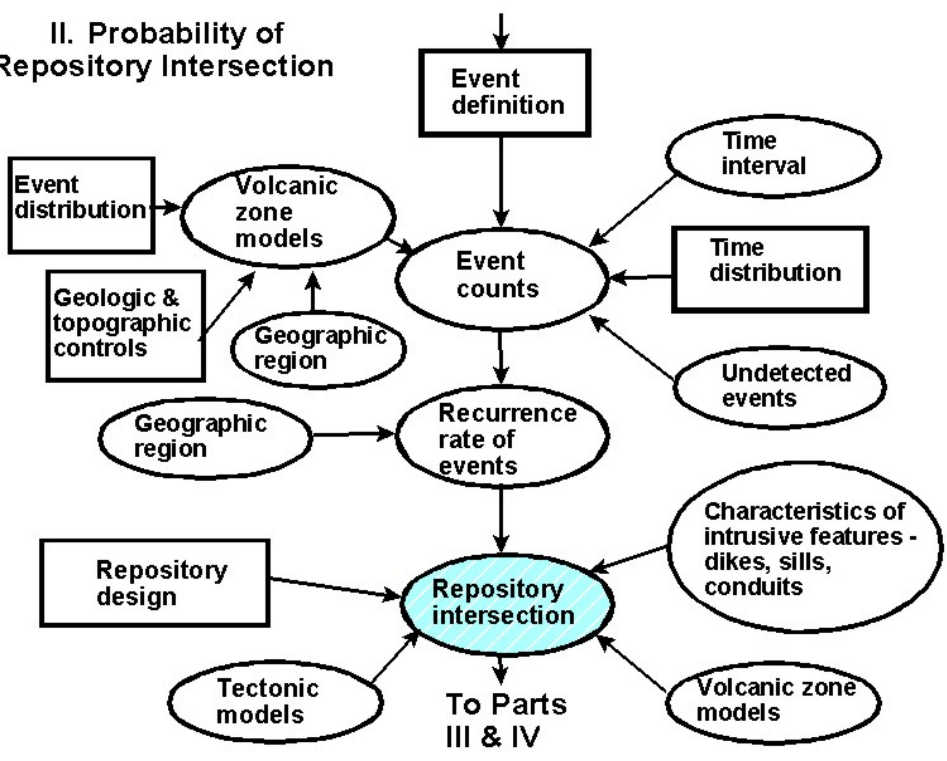 II. Probability of
Repository Intersection
Event
definition
Time
interval
Event
distribution
Volcanic
zone
models
Event
counts
Time
distribution
Geologic &
topographic
controls
Geographic
region
Undetected
events
Geographic
region
Recurrence
rate of
events
Characteristics of
intrusive features -
dikes, sills,
conduits
Repository
design
Repository
intersection
Tectonic
models
Volcanic zone
models
To Parts
III & IV